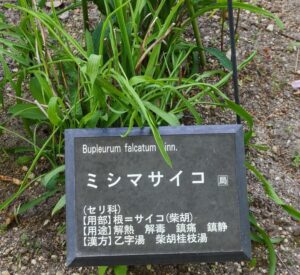 Bupleurum falcatum Linn.
ミシマサイコ 局
(セリ科)
【用部】根=サイコ(柴胡)
【用途】解熱 解毒 鎮痛 鎮静
【漢方】乙字湯 柴胡桂枝湯